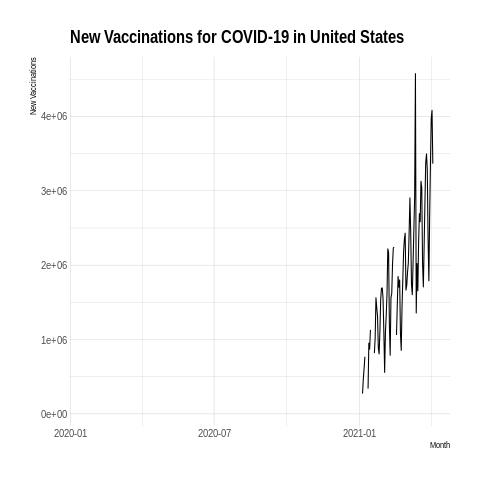 New Vaccinations for COVID-19 in United States
New Vaccinations
4e+06
3e+06
2e+06
1e+06
0e+00
2020-01
2020-07
2021-01
Month